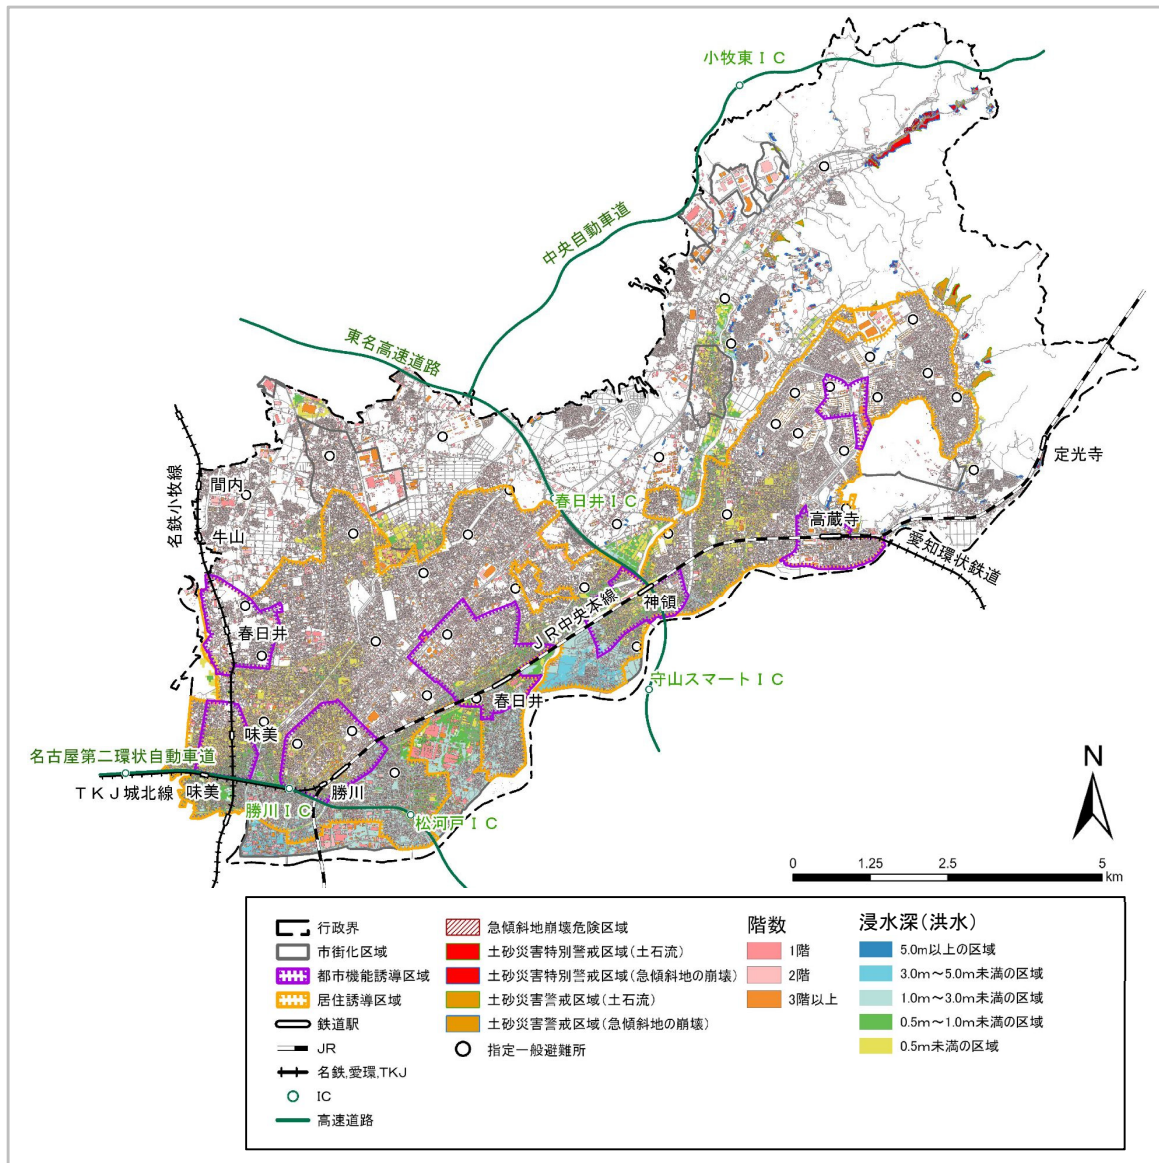 小牧東ＩＣ
中央自動車道
東名高速道路
名鉄小牧線
間内
牛山
春日井ＩＣ
定光寺
高蔵寺
愛知環状鉄道
神領
ＪＲ中央本線
春日井
守山スマートＩＣ
春日井
味美
名古屋第二環状自動車道
ＴＫＪ城北線
味美
勝川ＩＣ
勝川
松河戸ＩＣ
N
0
1.25
2.5
5
km
行政界
市街化区域
都市機能誘導区域
居住誘導区域
鉄道駅
JR
名鉄,愛環,TKJ
IC
高速道路
急傾斜地崩壊危険区域
土砂災害特別警戒区域(土石流)
土砂災害特別警戒区域(急傾斜地の崩壊)
土砂災害警戒区域(土石流)
土砂災害警戒区域(急傾斜地の崩壊)
指定一般避難所
階数
1階
2階
3階以上
浸水深(洪水)
5.0m以上の区域
3.0m～5.0m未満の区域
1.0m～3.0m未満の区域
0.5m～1.0m未満の区域
0.5m未満の区域